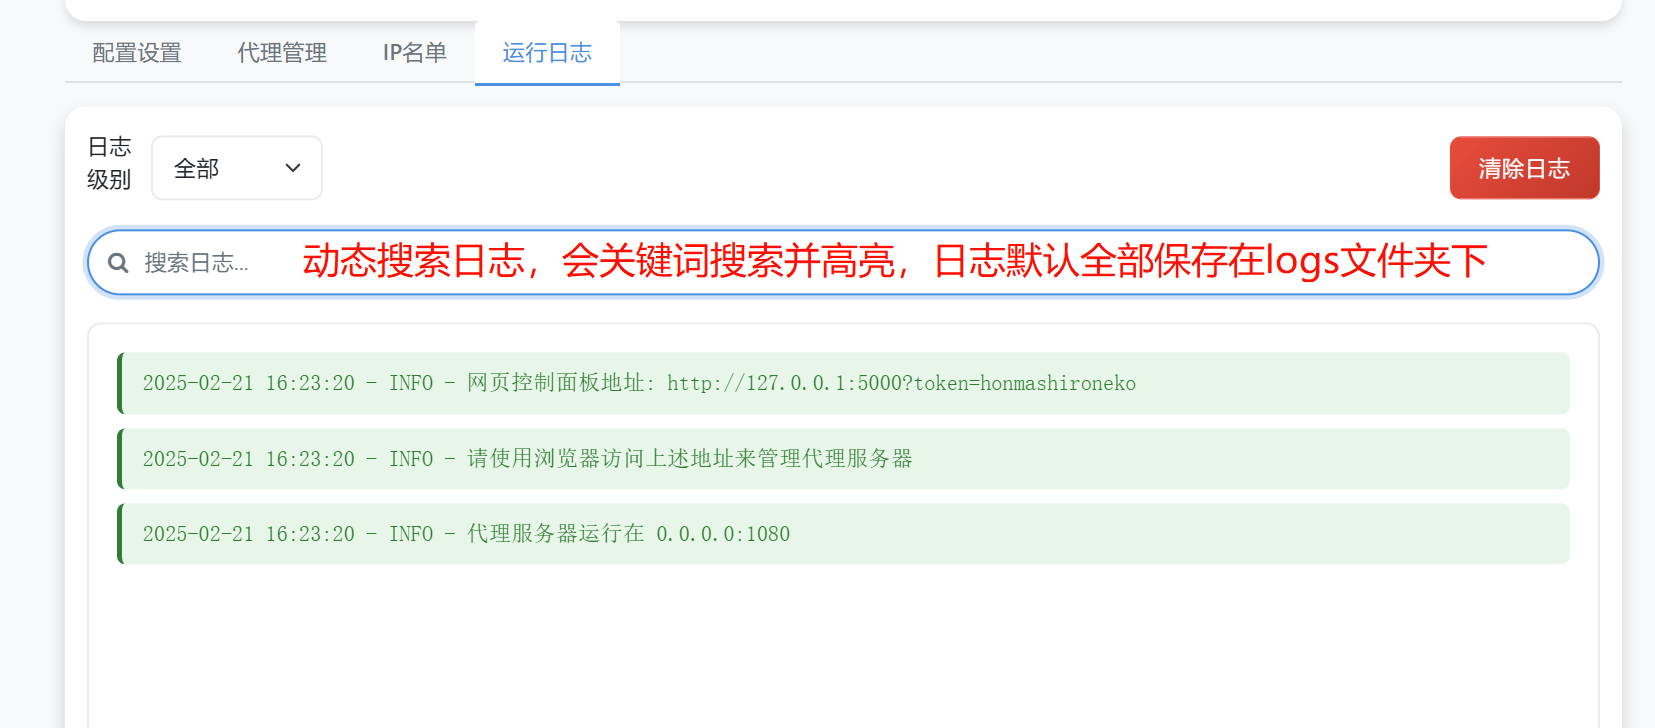 配置设置 代理管理 IP名单 运行日志
日志
级别
全部
清除日志
搜索日志... 动态搜索日志，会关键词搜索并高亮，日志默认全部保存在logs文件夹下
2025-02-21 16:23:20 - INFO - 网页控制面板地址: http://127.0.0.1:5000?token=honmashironeko
2025-02-21 16:23:20 - INFO - 请使用浏览器访问上述地址来管理代理服务器
2025-02-21 16:23:20 - INFO - 代理服务器运行在 0.0.0.0:1080